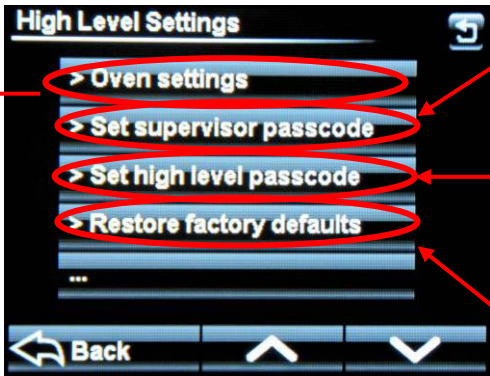 High Level Settings
> Oven settings
> Set supervisor passcode
> Set high level passcode
> Restore factory defaults
...
Back